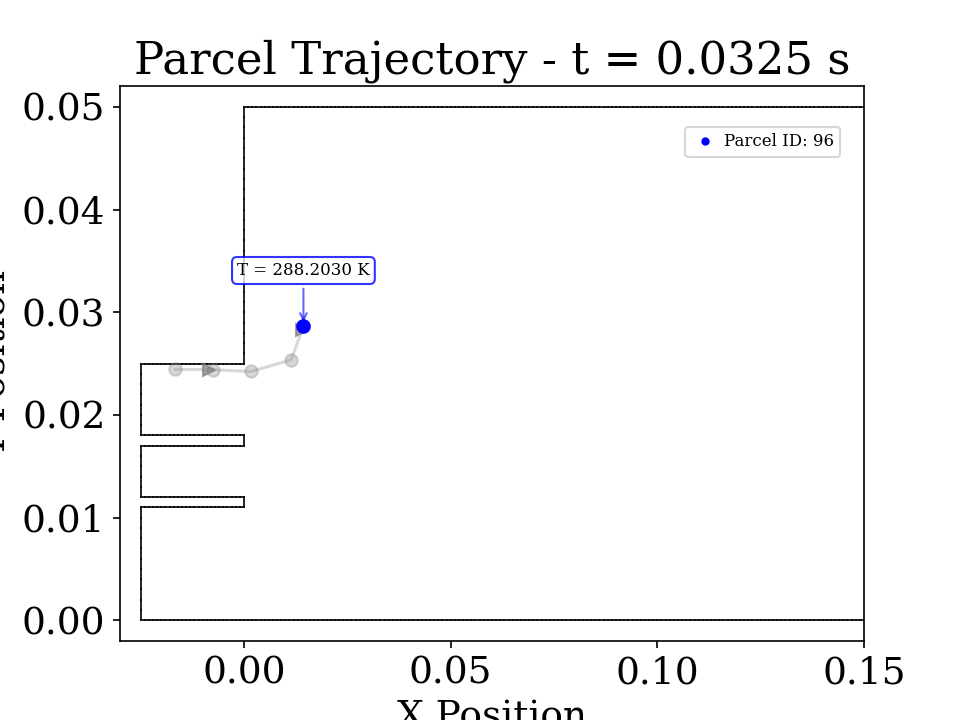 Parcel Trajectory - t = 0.0325 s
0.05
Parcel ID: 96
0.04
T = 288.2030 K
0.03
0.02
0.01
0.00
0.00 0.05 0.10 0.15
X Position